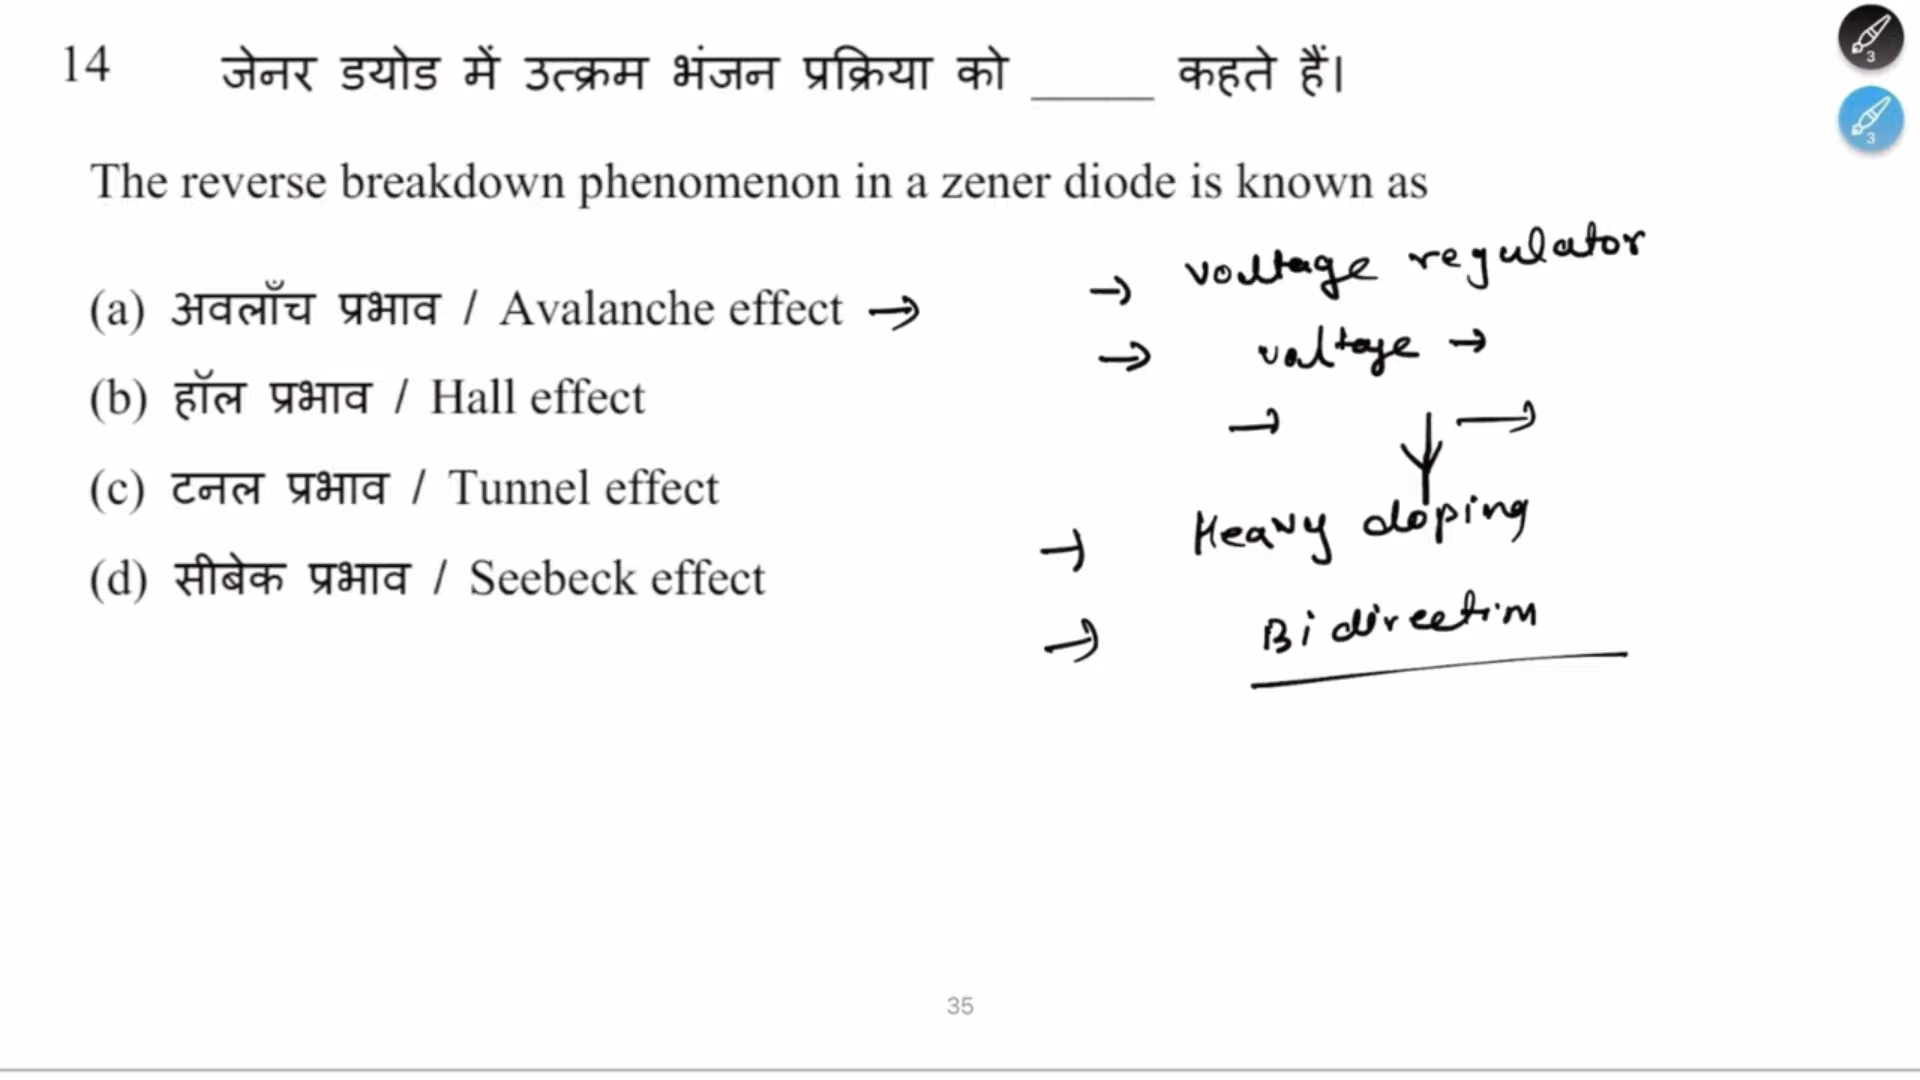 14 जेनर डयोड में उत्क्रम भंजन प्रक्रिया को _____ कहते हैं।
The reverse breakdown phenomenon in a zener diode is known as
→ voltage regulator
(a) अवलाँच प्रभाव / Avalanche effect →
→ voltage →
(b) हॉल प्रभाव / Hall effect
(c) टनल प्रभाव / Tunnel effect
→ Heavy doping
(d) सीबेक प्रभाव / Seebeck effect
→ Bidirection
35
3
3